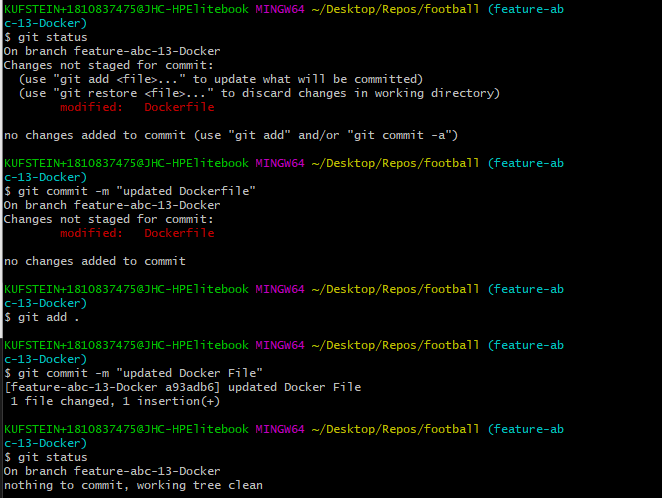 KUFSTEIN+1810837475@JHC-HPElitebook MINGW64 ~/Desktop/Repos/football (feature-ab
c-13-Docker)
$ git status
On branch feature-abc-13-Docker
Changes not staged for commit:
  (use "git add <file>..." to update what will be committed)
  (use "git restore <file>..." to discard changes in working directory)
        modified:   Dockerfile

no changes added to commit (use "git add" and/or "git commit -a")

KUFSTEIN+1810837475@JHC-HPElitebook MINGW64 ~/Desktop/Repos/football (feature-ab
c-13-Docker)
$ git commit -m "updated Dockerfile"
On branch feature-abc-13-Docker
Changes not staged for commit:
        modified:   Dockerfile

no changes added to commit

KUFSTEIN+1810837475@JHC-HPElitebook MINGW64 ~/Desktop/Repos/football (feature-ab
c-13-Docker)
$ git add .

KUFSTEIN+1810837475@JHC-HPElitebook MINGW64 ~/Desktop/Repos/football (feature-ab
c-13-Docker)
$ git commit -m "updated Docker File"
[feature-abc-13-Docker a93adb6] updated Docker File
 1 file changed, 1 insertion(+)

KUFSTEIN+1810837475@JHC-HPElitebook MINGW64 ~/Desktop/Repos/football (feature-ab
c-13-Docker)
$ git status
On branch feature-abc-13-Docker
nothing to commit, working tree clean